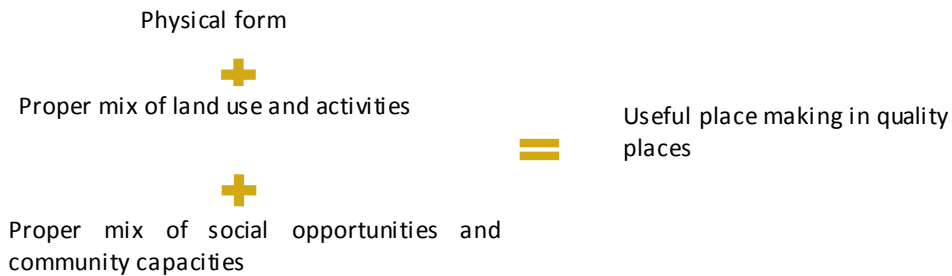 Physical form
Proper mix of land use and activities
Proper mix of social opportunities and
community capacities
Useful place making in quality
places